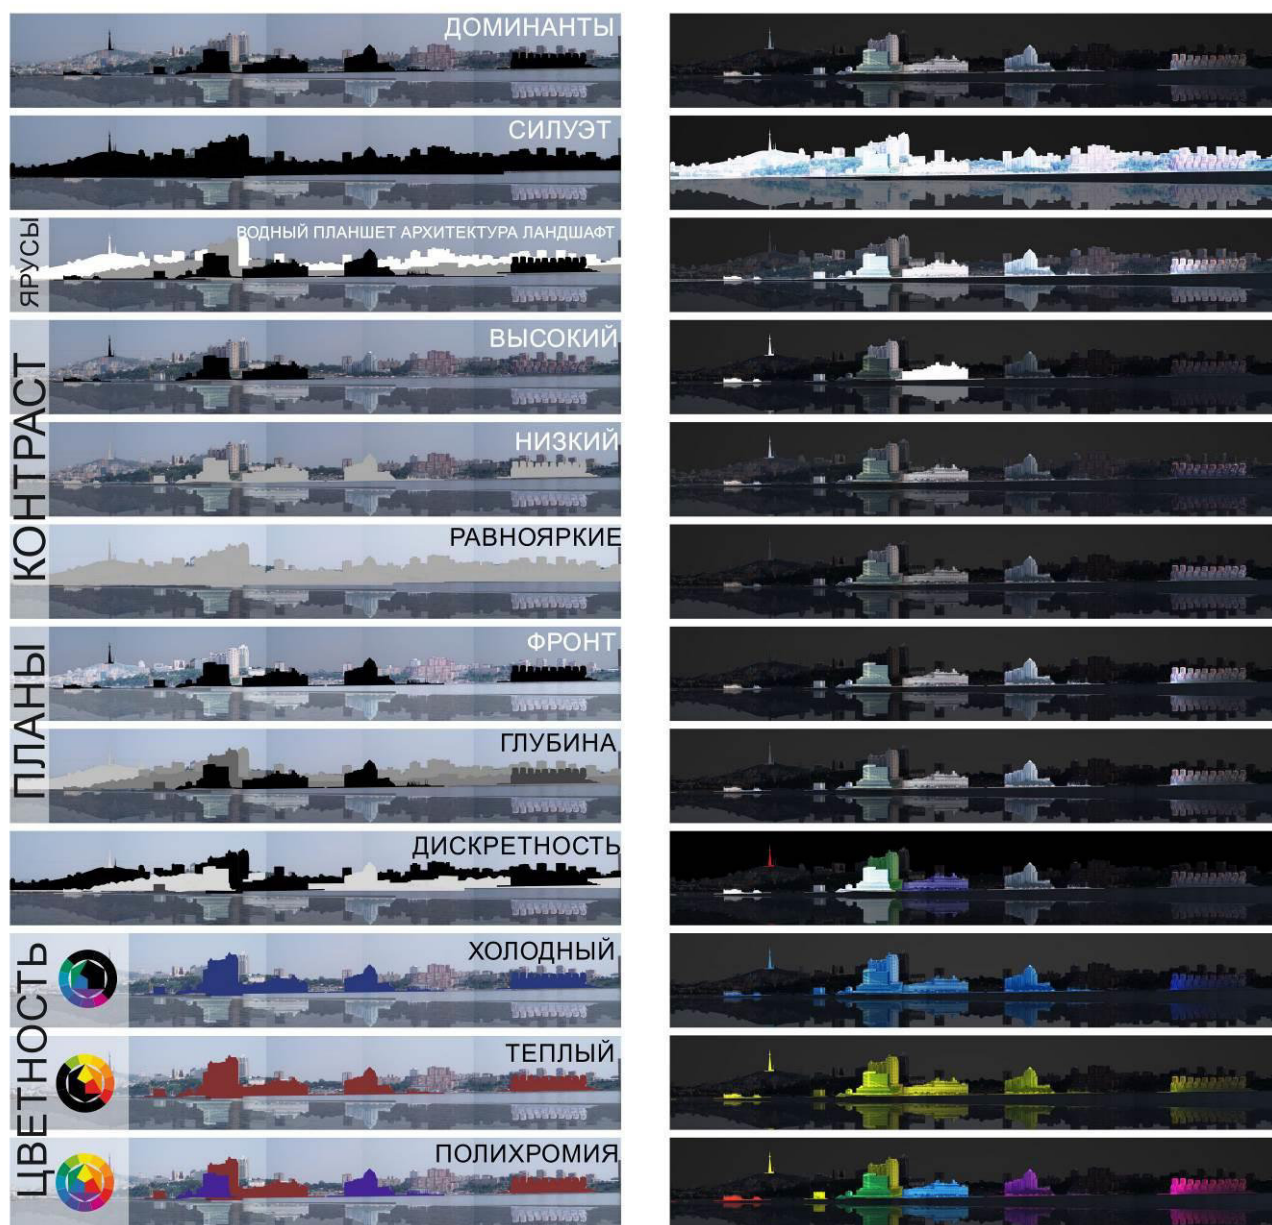 ДОМИНАНТЫ
СИЛУЭТ
ЯРУСЫ
ВОДНЫЙ ПЛАНШЕТ АРХИТЕКТУРА ЛАНДШАФТ
КОНТРАСТ
ВЫСОКИЙ
НИЗКИЙ
РАВНОЯРКИЕ
ПЛАНЫ
ФРОНТ
ГЛУБИНА
ДИСКРЕТНОСТЬ
ЦВЕТНОСТЬ
ХОЛОДНЫЙ
ТЕПЛЫЙ
ПОЛИХРОМИЯ